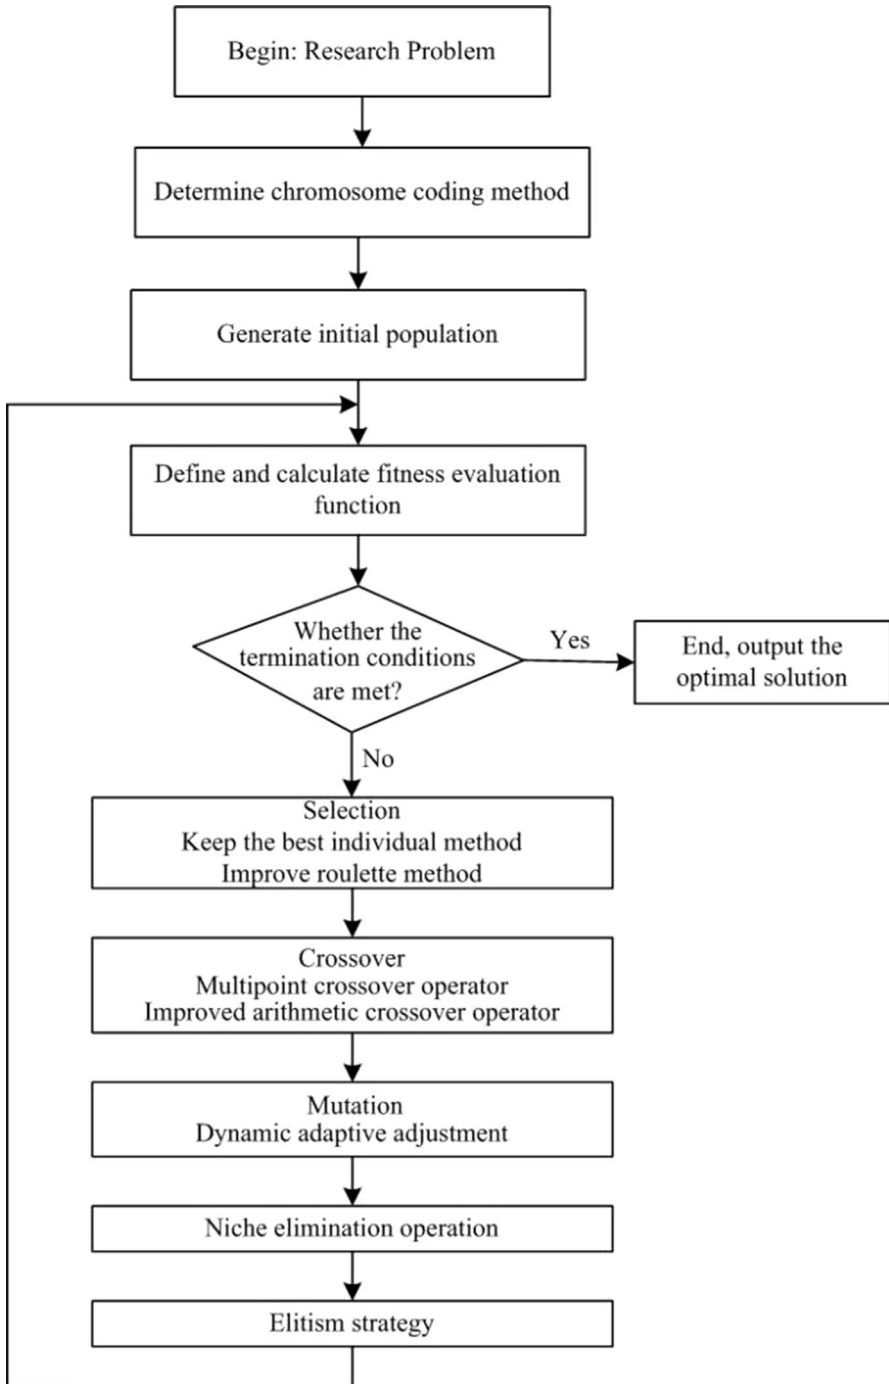 Begin: Research Problem
Determine chromosome coding method
Generate initial population
Define and calculate fitness evaluation
function
Whether the
termination conditions
are met?
Yes
End, output the
optimal solution
No
Selection
Keep the best individual method
Improve roulette method
Crossover
Multipoint crossover operator
Improved arithmetic crossover operator
Mutation
Dynamic adaptive adjustment
Niche elimination operation
Elitism strategy